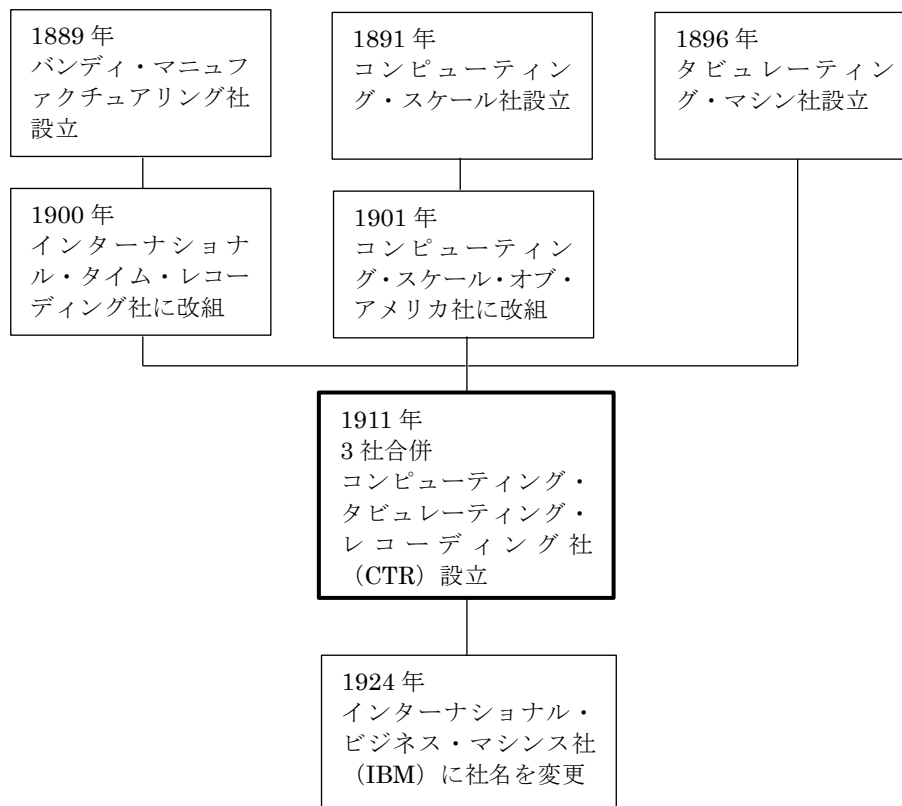 1889 年
バンディ・マニュフ
ァクチュアリング社
設立
1891 年
コンピューティン
グ・スケール社設立
1896 年
タビュレーティン
グ・マシン社設立
1900 年
インターナショナ
ル・タイム・レコー
ディング社に改組
1901 年
コンピューティン
グ・スケール・オブ・
アメリカ社に改組
1911 年
3 社合併
コンピューティング・
タビュレーティング・
レコーディング社
（CTR）設立
1924 年
インターナショナル・
ビジネス・マシンス社
（IBM）に社名を変更